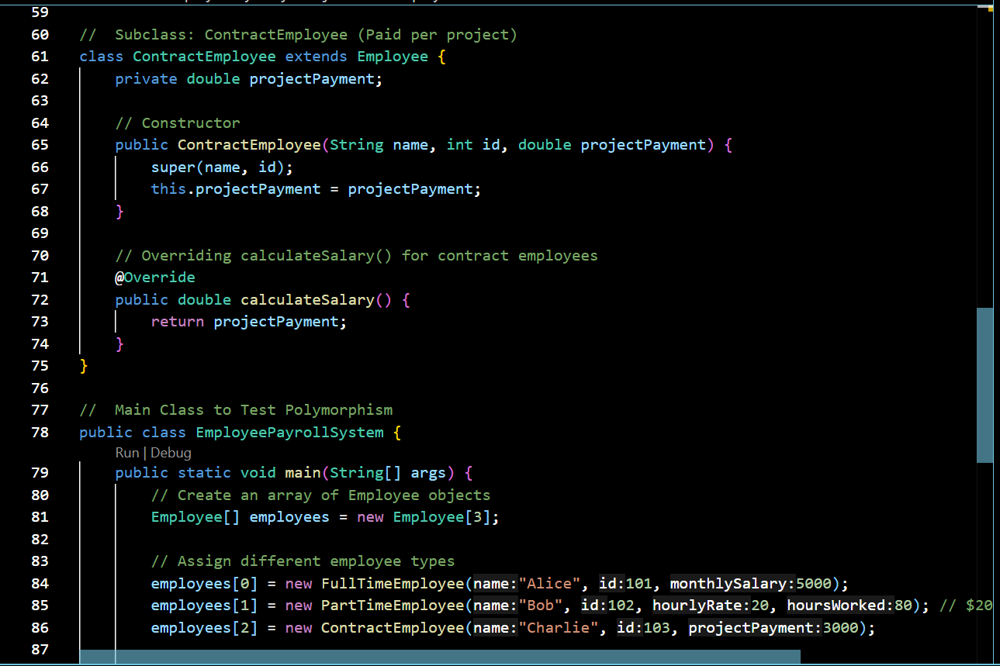 59
60 //  Subclass: ContractEmployee (Paid per project)
61 class ContractEmployee extends Employee {
62     private double projectPayment;
63
64     // Constructor
65     public ContractEmployee(String name, int id, double projectPayment) {
66         super(name, id);
67         this.projectPayment = projectPayment;
68     }
69
70     // Overriding calculateSalary() for contract employees
71     @Override
72     public double calculateSalary() {
73         return projectPayment;
74     }
75 }
76
77 //  Main Class to Test Polymorphism
78 public class EmployeePayrollSystem {
Run | Debug
79     public static void main(String[] args) {
80         // Create an array of Employee objects
81         Employee[] employees = new Employee[3];
82
83         // Assign different employee types
84         employees[0] = new FullTimeEmployee(name:"Alice", id:101, monthlySalary:5000);
85         employees[1] = new PartTimeEmployee(name:"Bob", id:102, hourlyRate:20, hoursWorked:80); // $20
86         employees[2] = new ContractEmployee(name:"Charlie", id:103, projectPayment:3000);
87